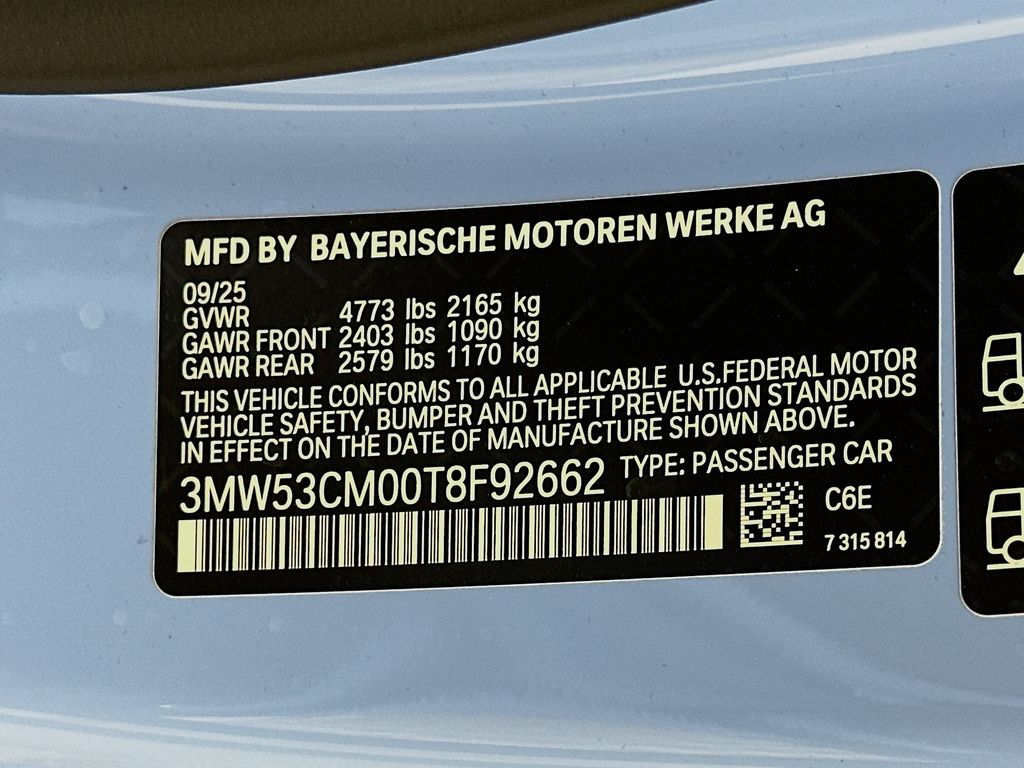 MFD BY BAYERISCHE MOTOREN WERKE AG
09/25
GVWR 4773 lbs 2165 kg
GAWR FRONT 2403 lbs 1090 kg
GAWR REAR 2579 lbs 1170 kg
THIS VEHICLE CONFORMS TO ALL APPLICABLE U.S.FEDERAL MOTOR
VEHICLE SAFETY, BUMPER AND THEFT PREVENTION STANDARDS
IN EFFECT ON THE DATE OF MANUFACTURE SHOWN ABOVE.
3MW53CM00T8F92662 TYPE: PASSENGER CAR
C6E
7 315 814